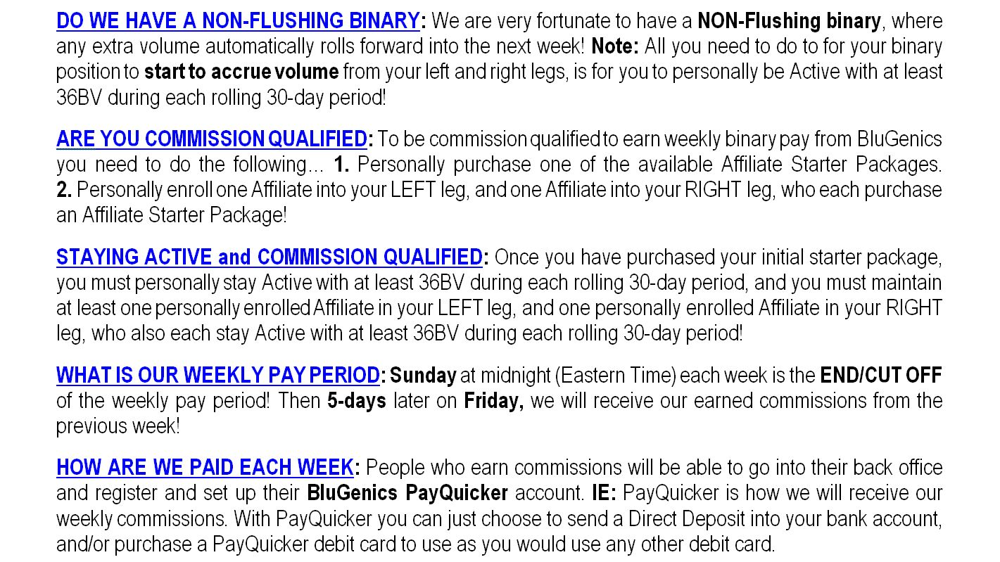 DO WE HAVE A NON-FLUSHING BINARY: We are very fortunate to have a NON-Flushing binary, where
any extra volume automatically rolls forward into the next week! Note: All you need to do to for your binary
position to start to accrue volume from your left and right legs, is for you to personally be Active with at least
36BV during each rolling 30-day period!
ARE YOU COMMISSION QUALIFIED: To be commission qualified to earn weekly binary pay from BluGenics
you need to do the following... 1. Personally purchase one of the available Affiliate Starter Packages.
2. Personally enroll one Affiliate into your LEFT leg, and one Affiliate into your RIGHT leg, who each purchase
an Affiliate Starter Package!
STAYING ACTIVE and COMMISSION QUALIFIED: Once you have purchased your initial starter package,
you must personally stay Active with at least 36BV during each rolling 30-day period, and you must maintain
at least one personally enrolled Affiliate in your LEFT leg, and one personally enrolled Affiliate in your RIGHT
leg, who also each stay Active with at least 36BV during each rolling 30-day period!
WHAT IS OUR WEEKLY PAY PERIOD: Sunday at midnight (Eastern Time) each week is the END/CUT OFF
of the weekly pay period! Then 5-days later on Friday, we will receive our earned commissions from the
previous week!
HOW ARE WE PAID EACH WEEK: People who earn commissions will be able to go into their back office
and register and set up their BluGenics PayQuicker account. IE: PayQuicker is how we will receive our
weekly commissions. With PayQuicker you can just choose to send a Direct Deposit into your bank account,
and/or purchase a PayQuicker debit card to use as you would use any other debit card.